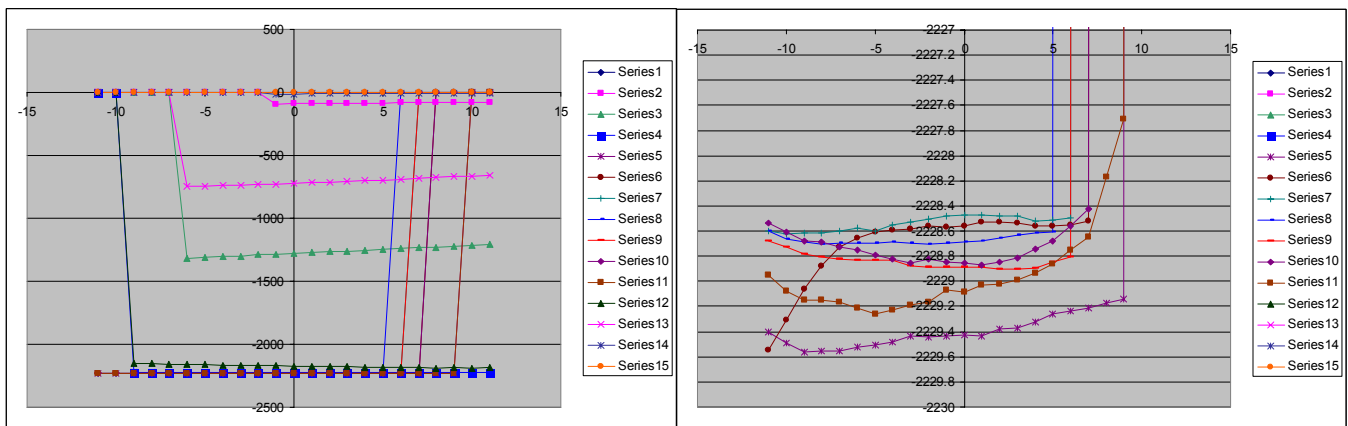 500
0
-500
-1000
-1500
-2000
-2500
-15 -10 -5 0 5 10 15
Series1
Series2
Series3
Series4
Series5
Series6
Series7
Series8
Series9
Series10
Series11
Series12
Series13
Series14
Series15
-2227
-2227.2
-2227.4
-2227.6
-2227.8
-2228
-2228.2
-2228.4
-2228.6
-2228.8
-2229
-2229.2
-2229.4
-2229.6
-2229.8
-2230
-15 -10 -5 0 5 10 15
Series1
Series2
Series3
Series4
Series5
Series6
Series7
Series8
Series9
Series10
Series11
Series12
Series13
Series14
Series15